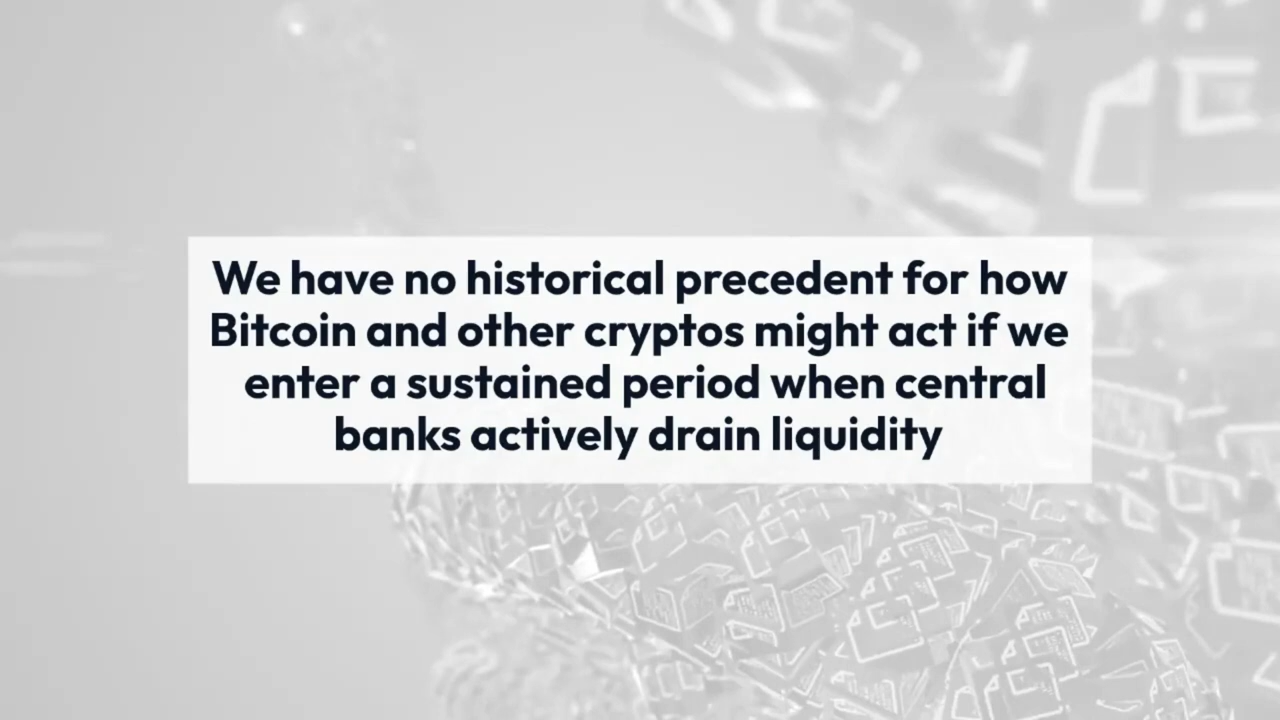 We have no historical precedent for how
Bitcoin and other cryptos might act if we
enter a sustained period when central
banks actively drain liquidity